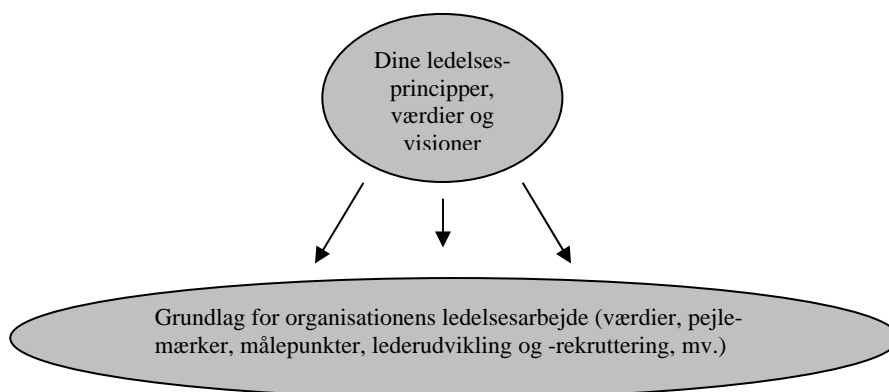 Dine ledelses-
principper,
værdier og
visioner
Grundlag for organisationens ledelsesarbejde (værdier, pejle-
mærker, målepunkter, lederudvikling og -rekruttering, mv.)